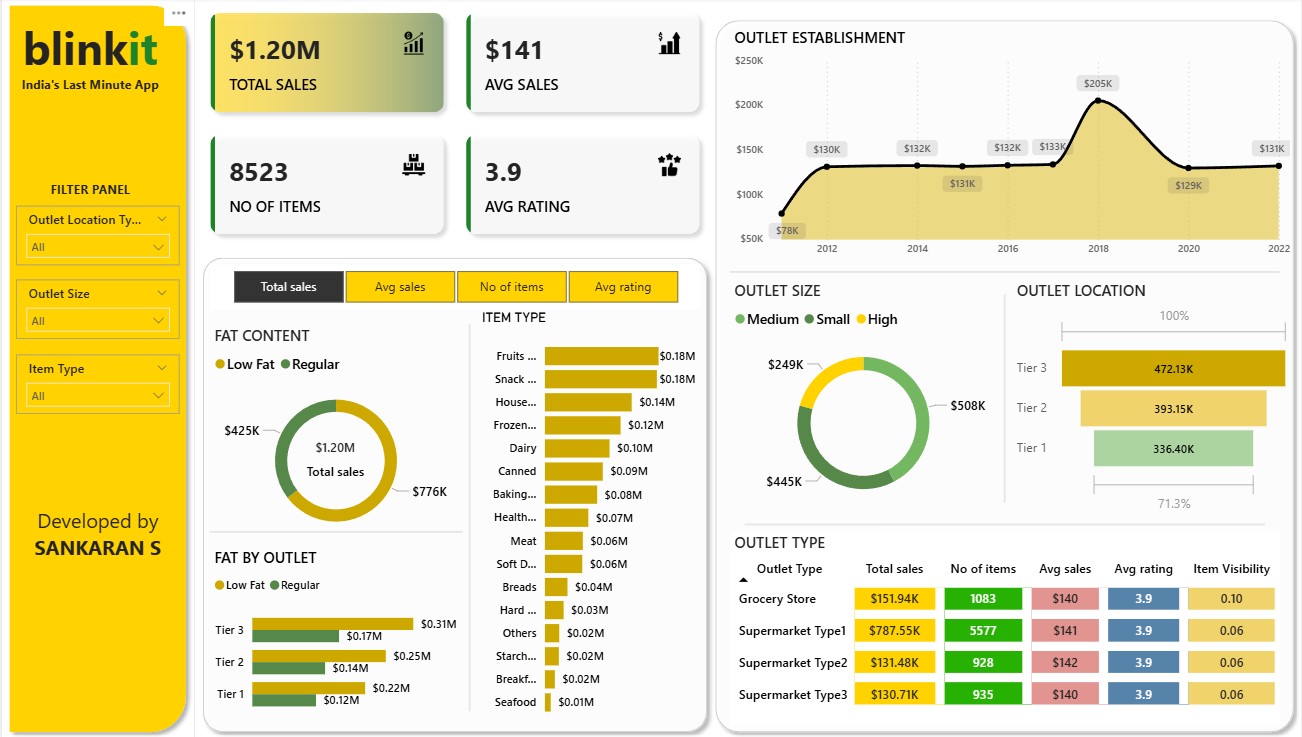 blinkit
India's Last Minute App
FILTER PANEL
Outlet Location Ty...
All
Outlet Size
All
Item Type
All
Developed by
SANKARAN S
$1.20M
TOTAL SALES
$141
AVG SALES
8523
NO OF ITEMS
3.9
AVG RATING
Total sales Avg sales No of items Avg rating
FAT CONTENT
Low Fat Regular
$425K
$1.20M
Total sales
$776K
FAT BY OUTLET
Low Fat Regular
Tier 3 $0.31M
$0.17M
Tier 2 $0.25M
$0.14M
Tier 1 $0.22M
$0.12M
ITEM TYPE
Fruits ... $0.18M
Snack ... $0.18M
House... $0.14M
Frozen... $0.12M
Dairy $0.10M
Canned $0.09M
Baking... $0.08M
Health... $0.07M
Meat $0.06M
Soft D... $0.06M
Breads $0.04M
Hard ... $0.03M
Others $0.02M
Starch... $0.02M
Breakf... $0.02M
Seafood $0.01M
OUTLET ESTABLISHMENT
$250K
$200K
$150K
$100K
$50K
$78K
$130K
$132K
$131K
$132K
$133K
$205K
$129K
$131K
2012 2014 2016 2018 2020 2022
OUTLET SIZE
Medium Small High
$249K
$508K
$445K
OUTLET LOCATION
100%
Tier 3 472.13K
Tier 2 393.15K
Tier 1 336.40K
71.3%
OUTLET TYPE
Outlet Type Total sales No of items Avg sales Avg rating Item Visibility
Grocery Store $151.94K 1083 $140 3.9 0.10
Supermarket Type1 $787.55K 5577 $141 3.9 0.06
Supermarket Type2 $131.48K 928 $142 3.9 0.06
Supermarket Type3 $130.71K 935 $140 3.9 0.06